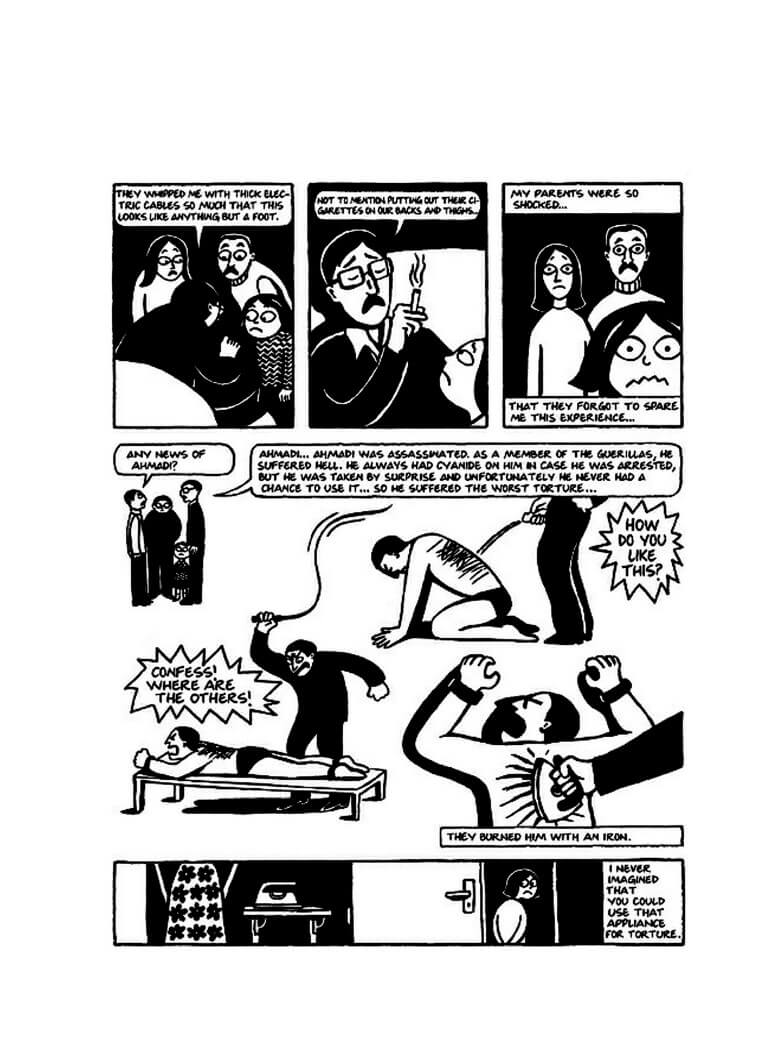 THEY WHIPPED ME WITH THICK ELEC-
TRIC CABLES SO MUCH THAT THIS
LOOKS LIKE ANYTHING BUT A FOOT.
NOT TO MENTION PUTTING OUT THEIR CI-
GARETTES ON OUR BACKS AND THIGHS...
MY PARENTS WERE SO
SHOCKED...
THAT THEY FORGOT TO SPARE
ME THIS EXPERIENCE...
ANY NEWS OF
AHMADI?
AHMADI... AHMADI WAS ASSASSINATED. AS A MEMBER OF THE GUERILLAS, HE
SUFFERED HELL. HE ALWAYS HAD CYANIDE ON HIM IN CASE HE WAS ARRESTED,
BUT HE WAS TAKEN BY SURPRISE AND UNFORTUNATELY HE NEVER HAD A
CHANCE TO USE IT... SO HE SUFFERED THE WORST TORTURE...
HOW
DO YOU
LIKE
THIS?
CONFESS!
WHERE ARE
THE OTHERS!
THEY BURNED HIM WITH AN IRON.
I NEVER
IMAGINED
THAT
YOU COULD
USE THAT
APPLIANCE
FOR TORTURE.